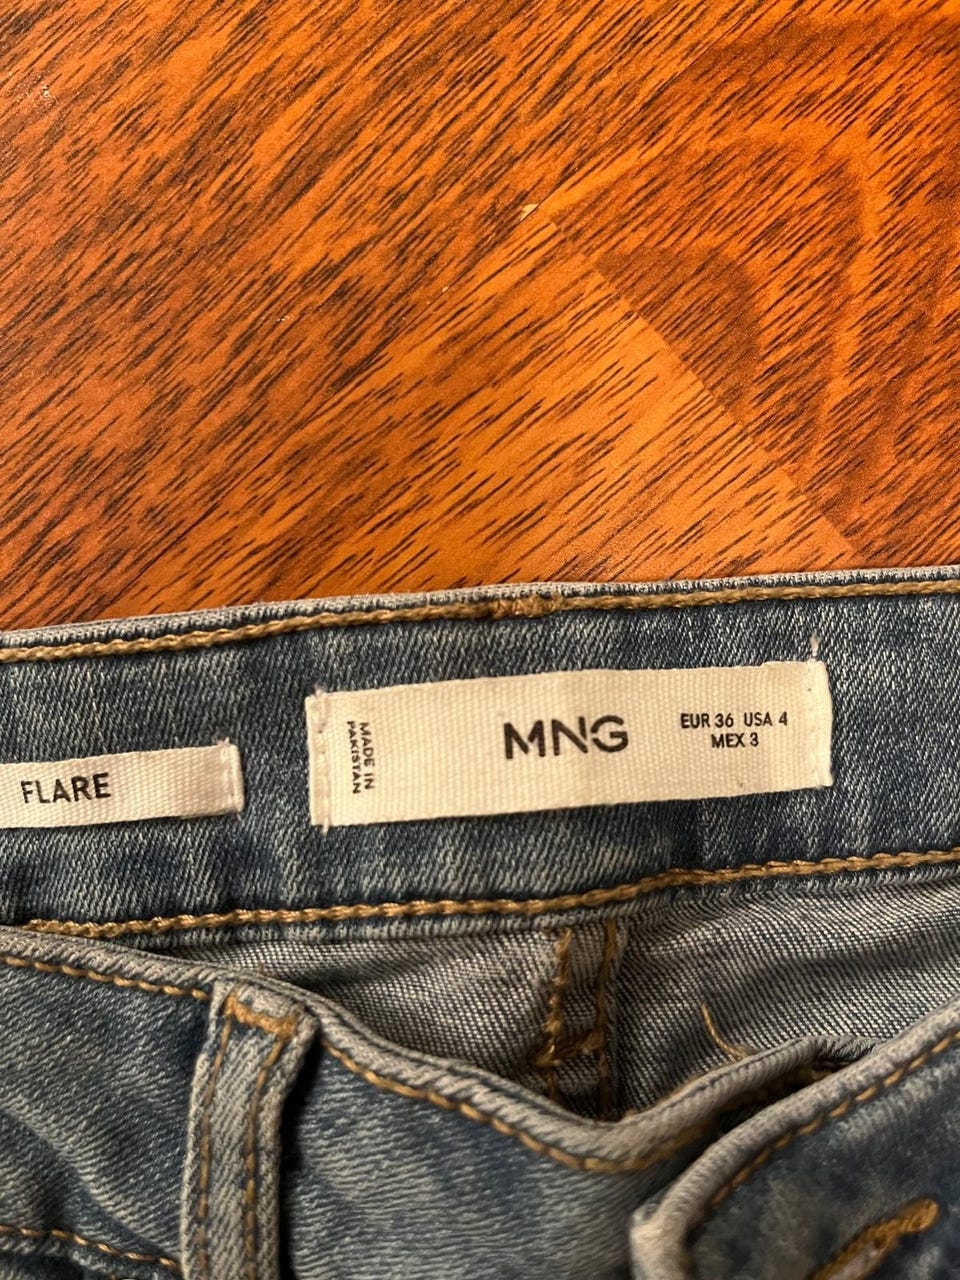 FLARE
MADE IN
PAKISTAN
MNG
EUR 36 USA 4
MEX 3